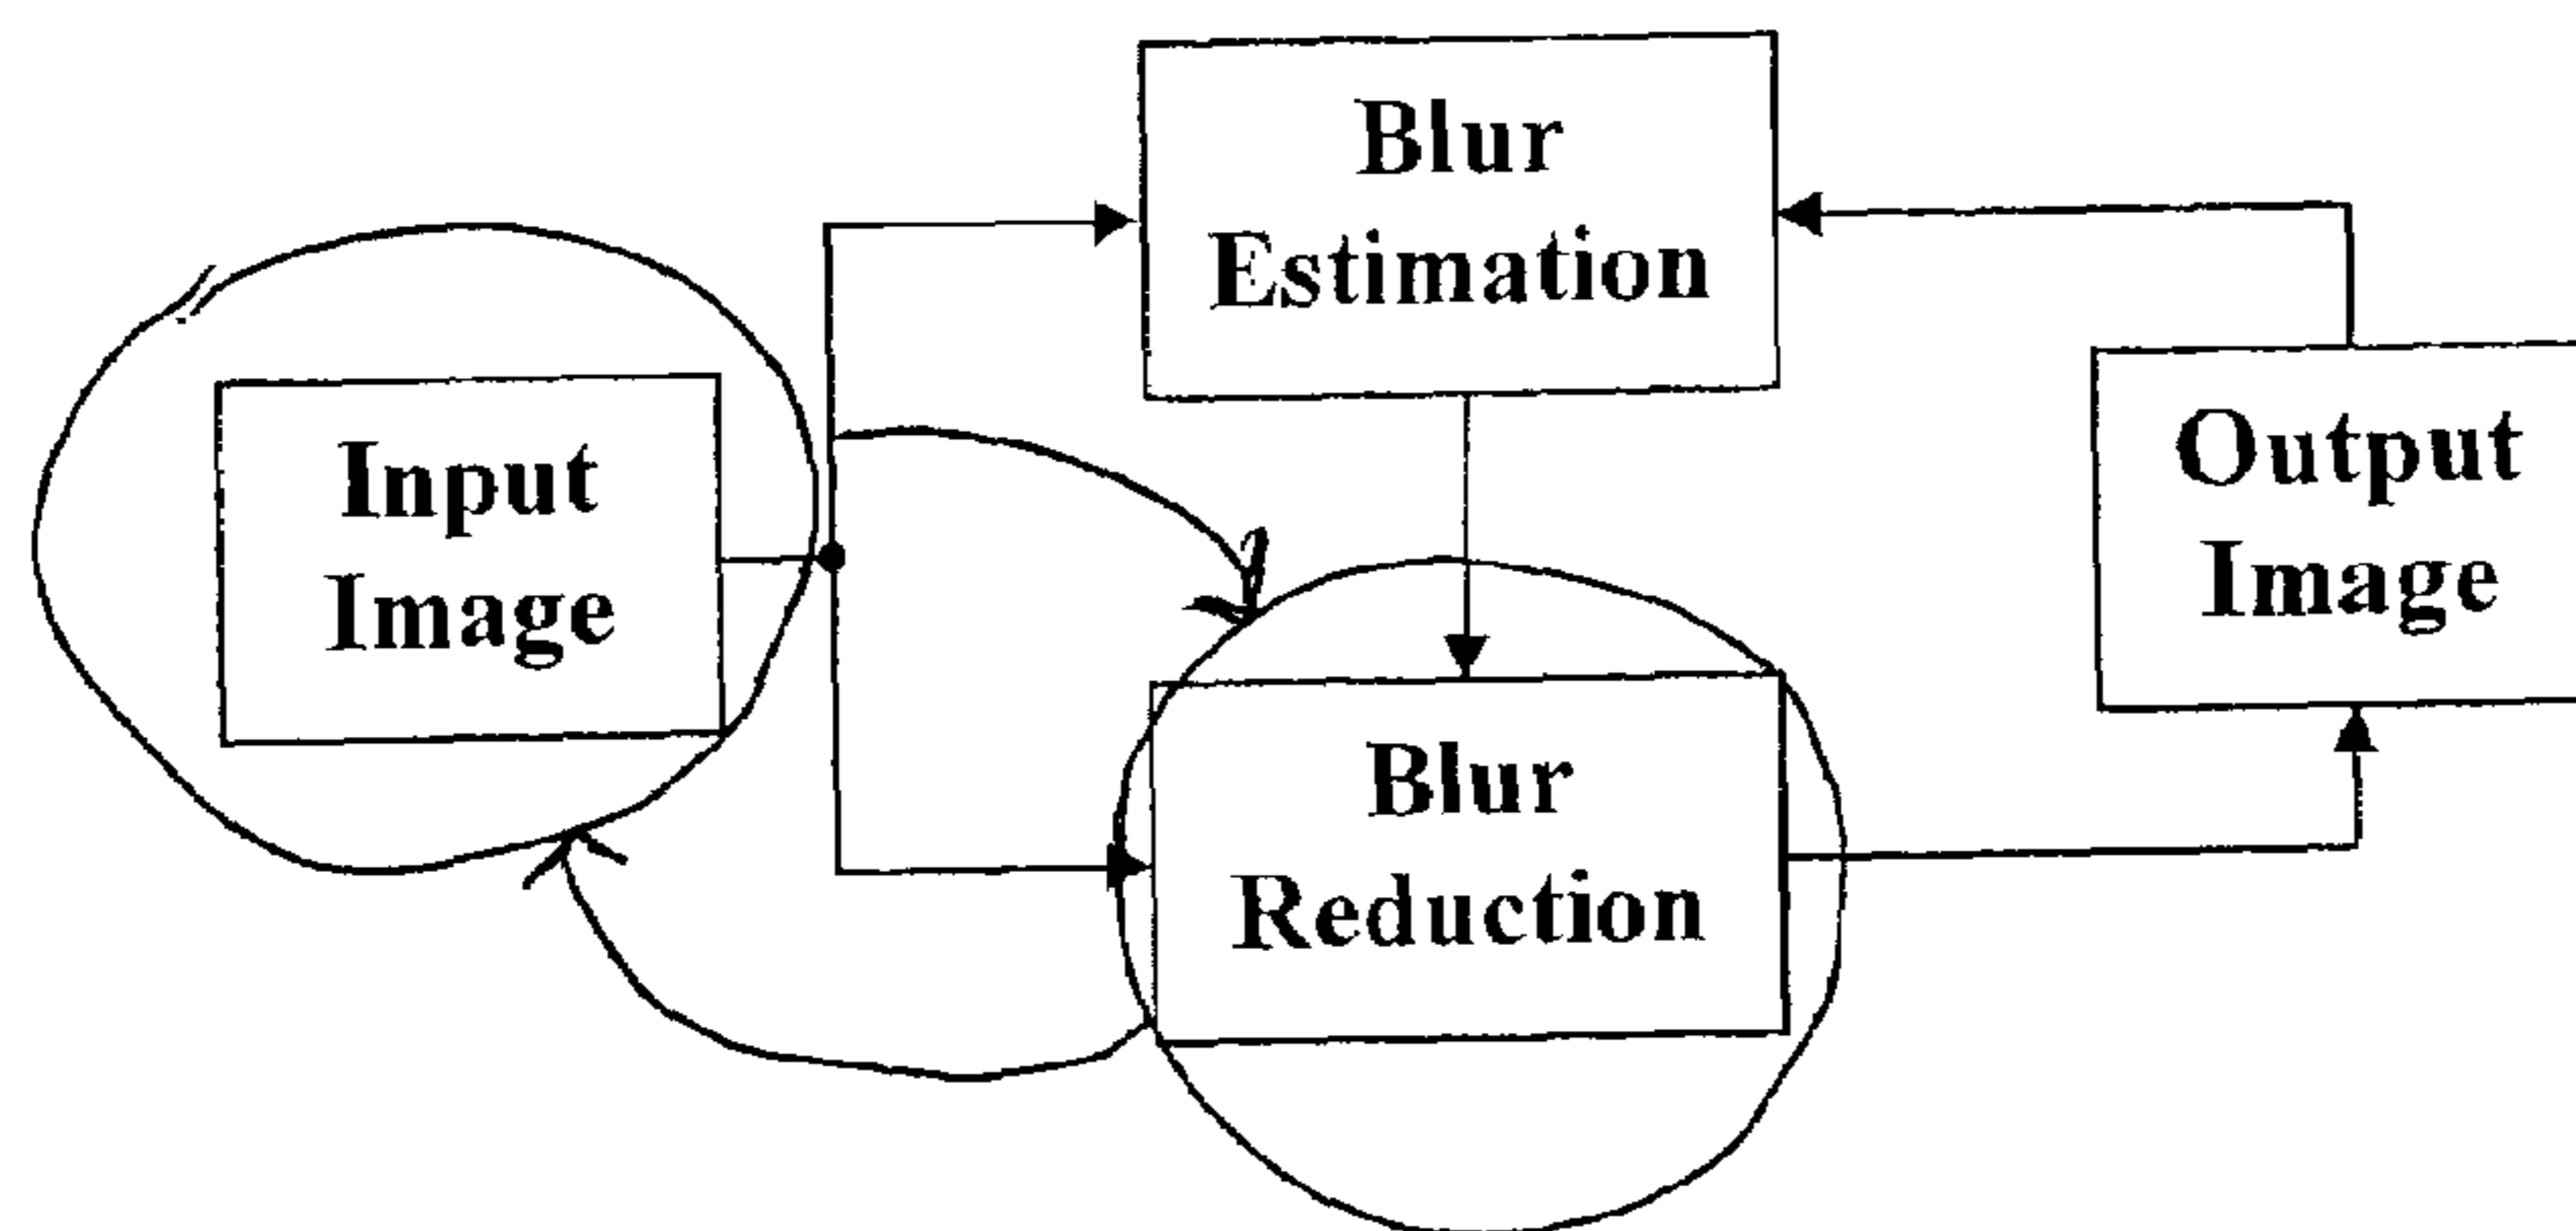 Blur
Estimation
Input
Image
Output
Image
Blur
Reduction